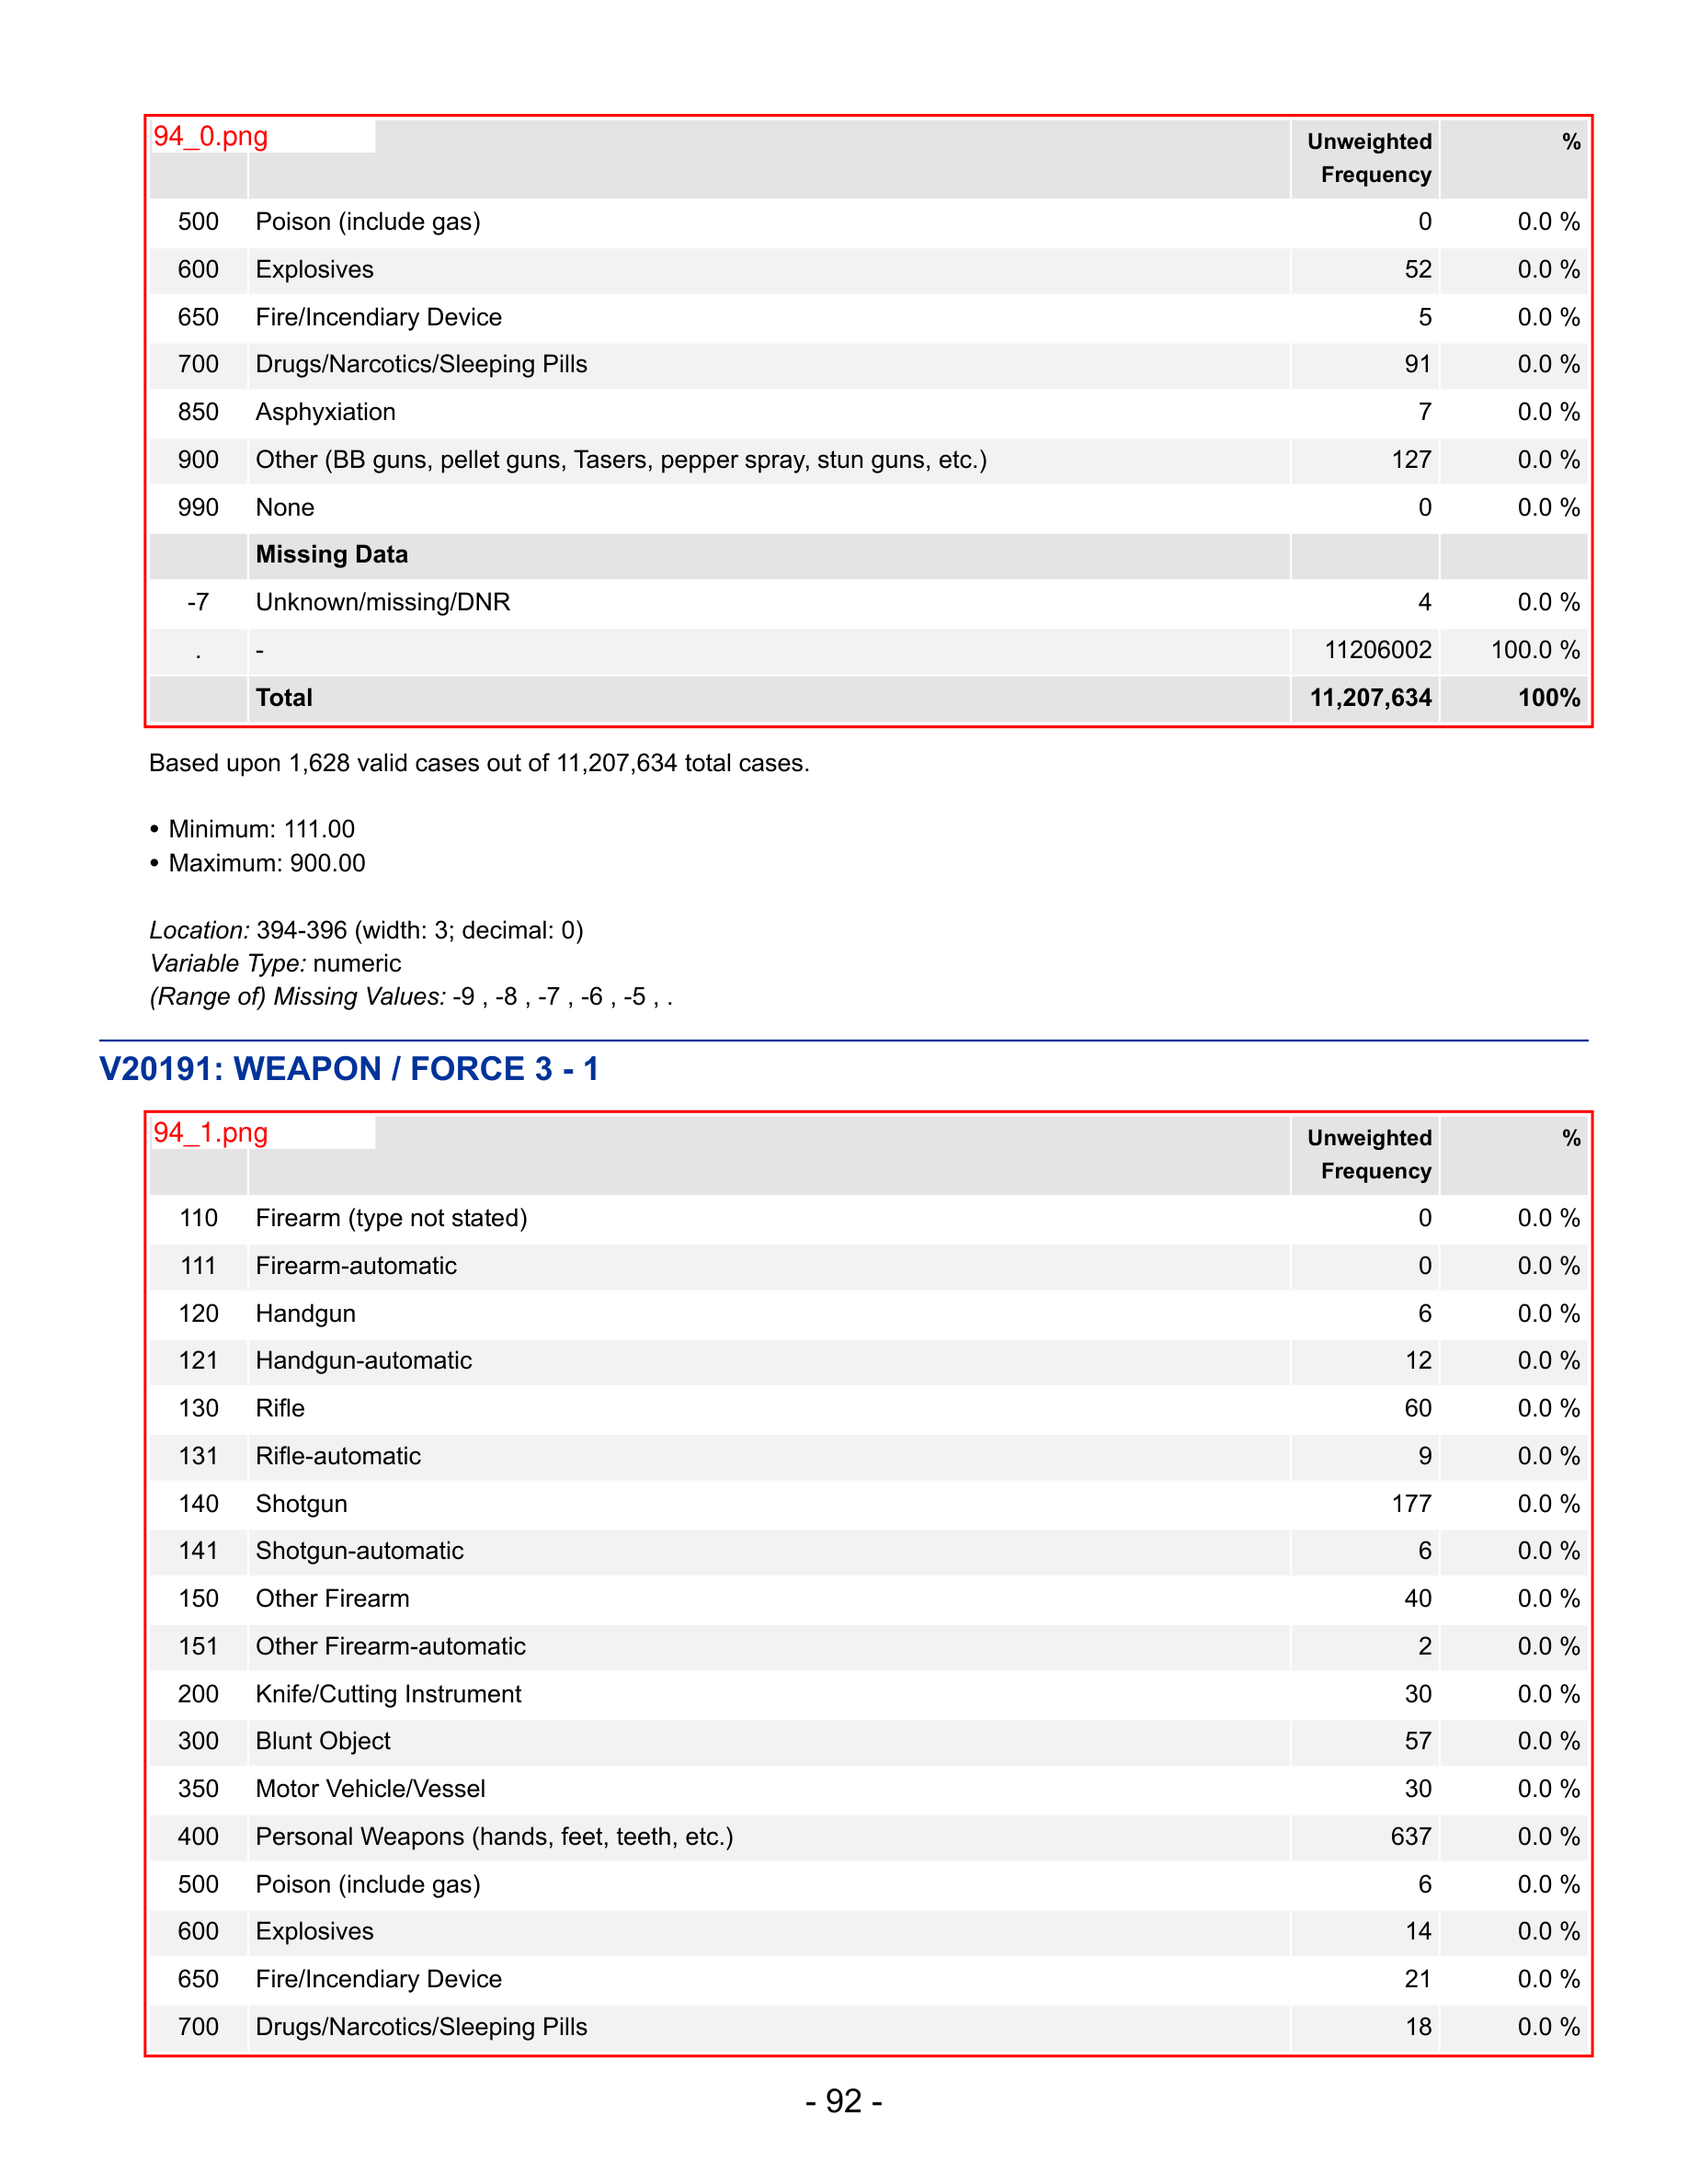 94_0.png
Unweighted Frequency %
500 Poison (include gas) 0 0.0 %
600 Explosives 52 0.0 %
650 Fire/Incendiary Device 5 0.0 %
700 Drugs/Narcotics/Sleeping Pills 91 0.0 %
850 Asphyxiation 7 0.0 %
900 Other (BB guns, pellet guns, Tasers, pepper spray, stun guns, etc.) 127 0.0 %
990 None 0 0.0 %
Missing Data
-7 Unknown/missing/DNR 4 0.0 %
. - 11206002 100.0 %
Total 11,207,634 100%
Based upon 1,628 valid cases out of 11,207,634 total cases.
• Minimum: 111.00
• Maximum: 900.00
Location: 394-396 (width: 3; decimal: 0)
Variable Type: numeric
(Range of) Missing Values: -9 , -8 , -7 , -6 , -5 , .
V20191: WEAPON / FORCE 3 - 1
94_1.png
Unweighted Frequency %
110 Firearm (type not stated) 0 0.0 %
111 Firearm-automatic 0 0.0 %
120 Handgun 6 0.0 %
121 Handgun-automatic 12 0.0 %
130 Rifle 60 0.0 %
131 Rifle-automatic 9 0.0 %
140 Shotgun 177 0.0 %
141 Shotgun-automatic 6 0.0 %
150 Other Firearm 40 0.0 %
151 Other Firearm-automatic 2 0.0 %
200 Knife/Cutting Instrument 30 0.0 %
300 Blunt Object 57 0.0 %
350 Motor Vehicle/Vessel 30 0.0 %
400 Personal Weapons (hands, feet, teeth, etc.) 637 0.0 %
500 Poison (include gas) 6 0.0 %
600 Explosives 14 0.0 %
650 Fire/Incendiary Device 21 0.0 %
700 Drugs/Narcotics/Sleeping Pills 18 0.0 %
- 92 -